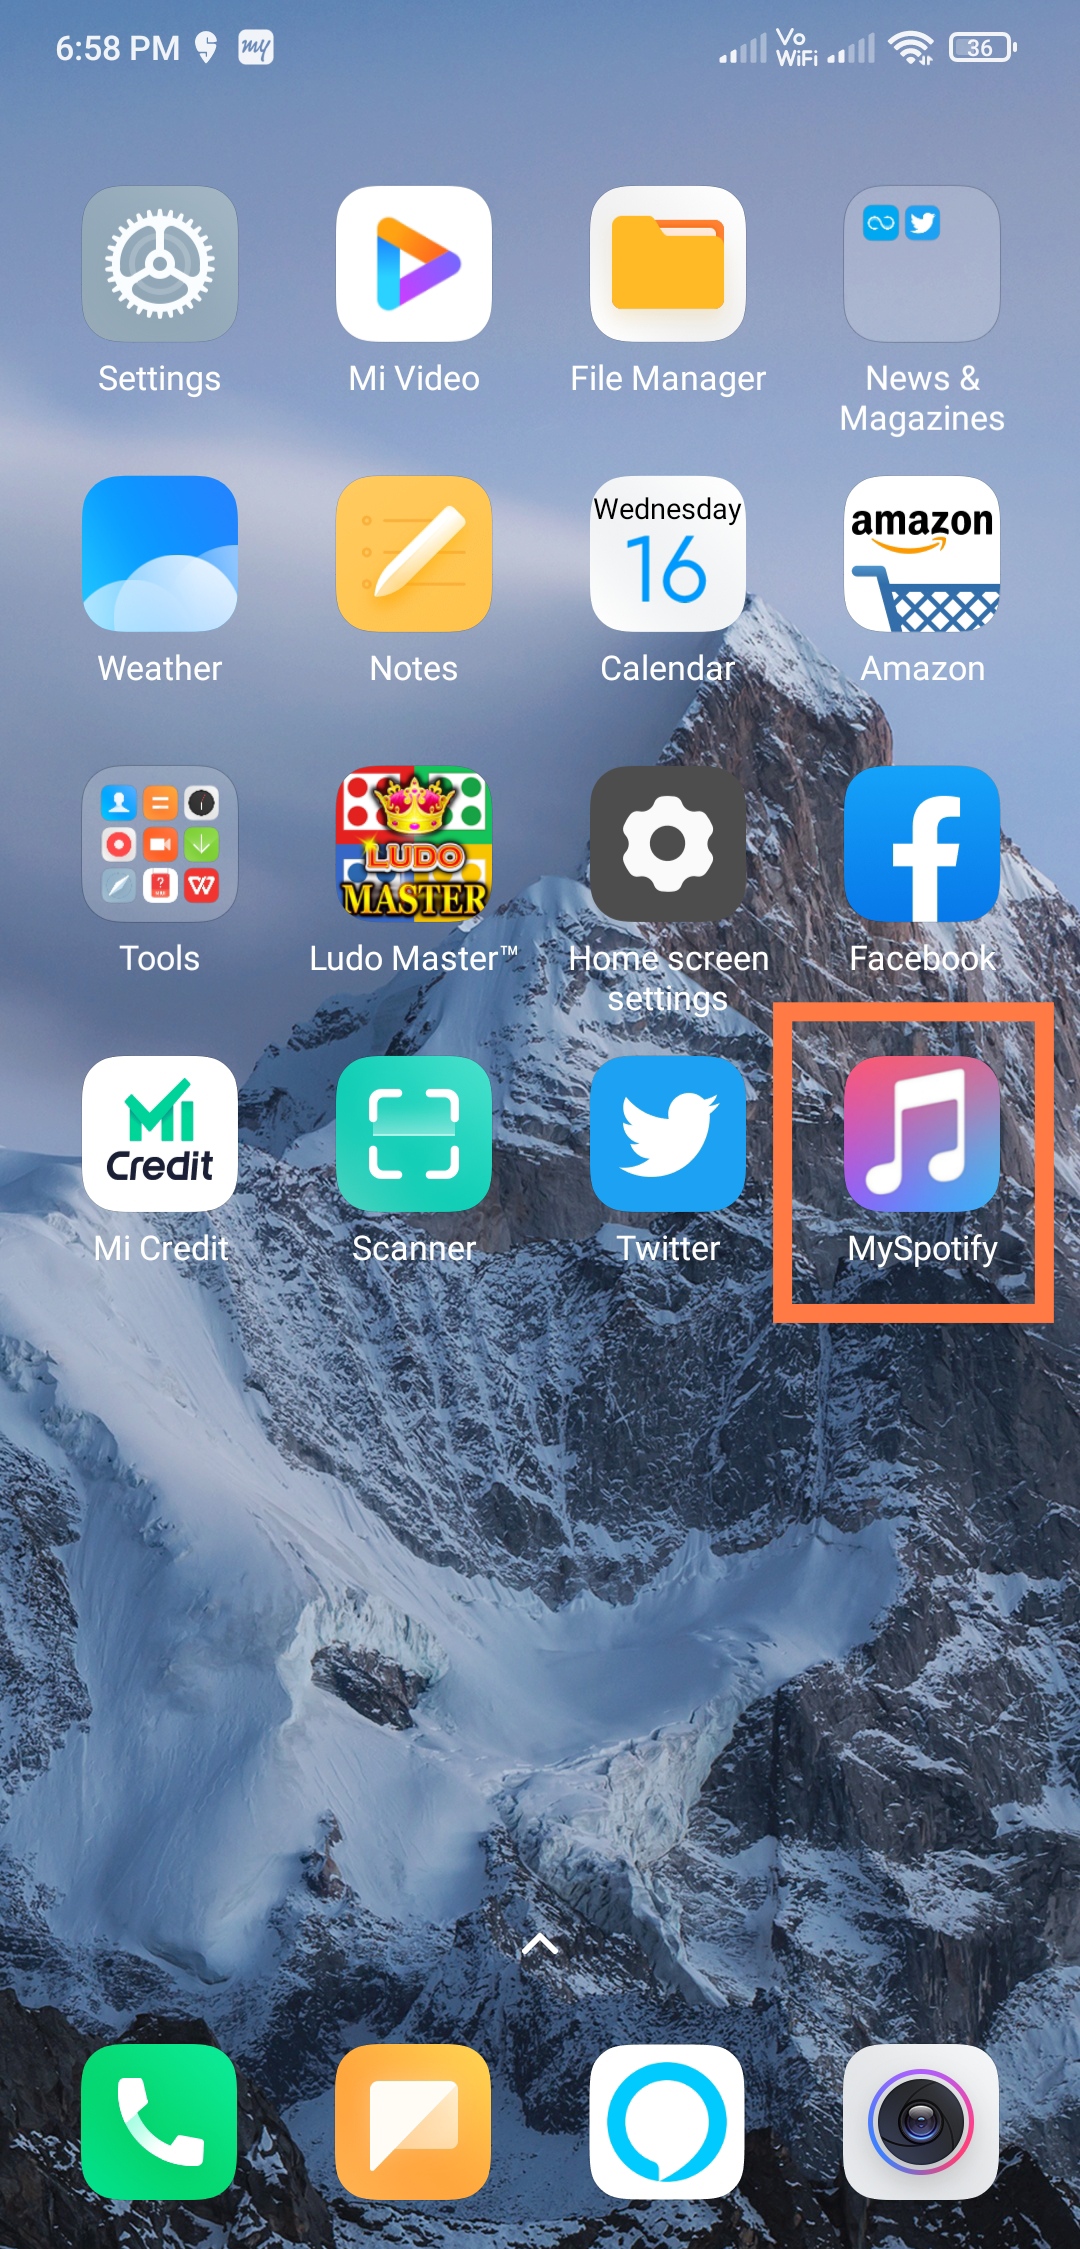 6:58 PM my Vo WiFi 36
Settings Mi Video File Manager News &
Magazines
amazon
Wednesday
16
Weather Notes Calendar Amazon
LUDO
MASTER
Tools Ludo Master™ Home screen Facebook
settings
Mi
Credit
Mi Credit Scanner Twitter MySpotify